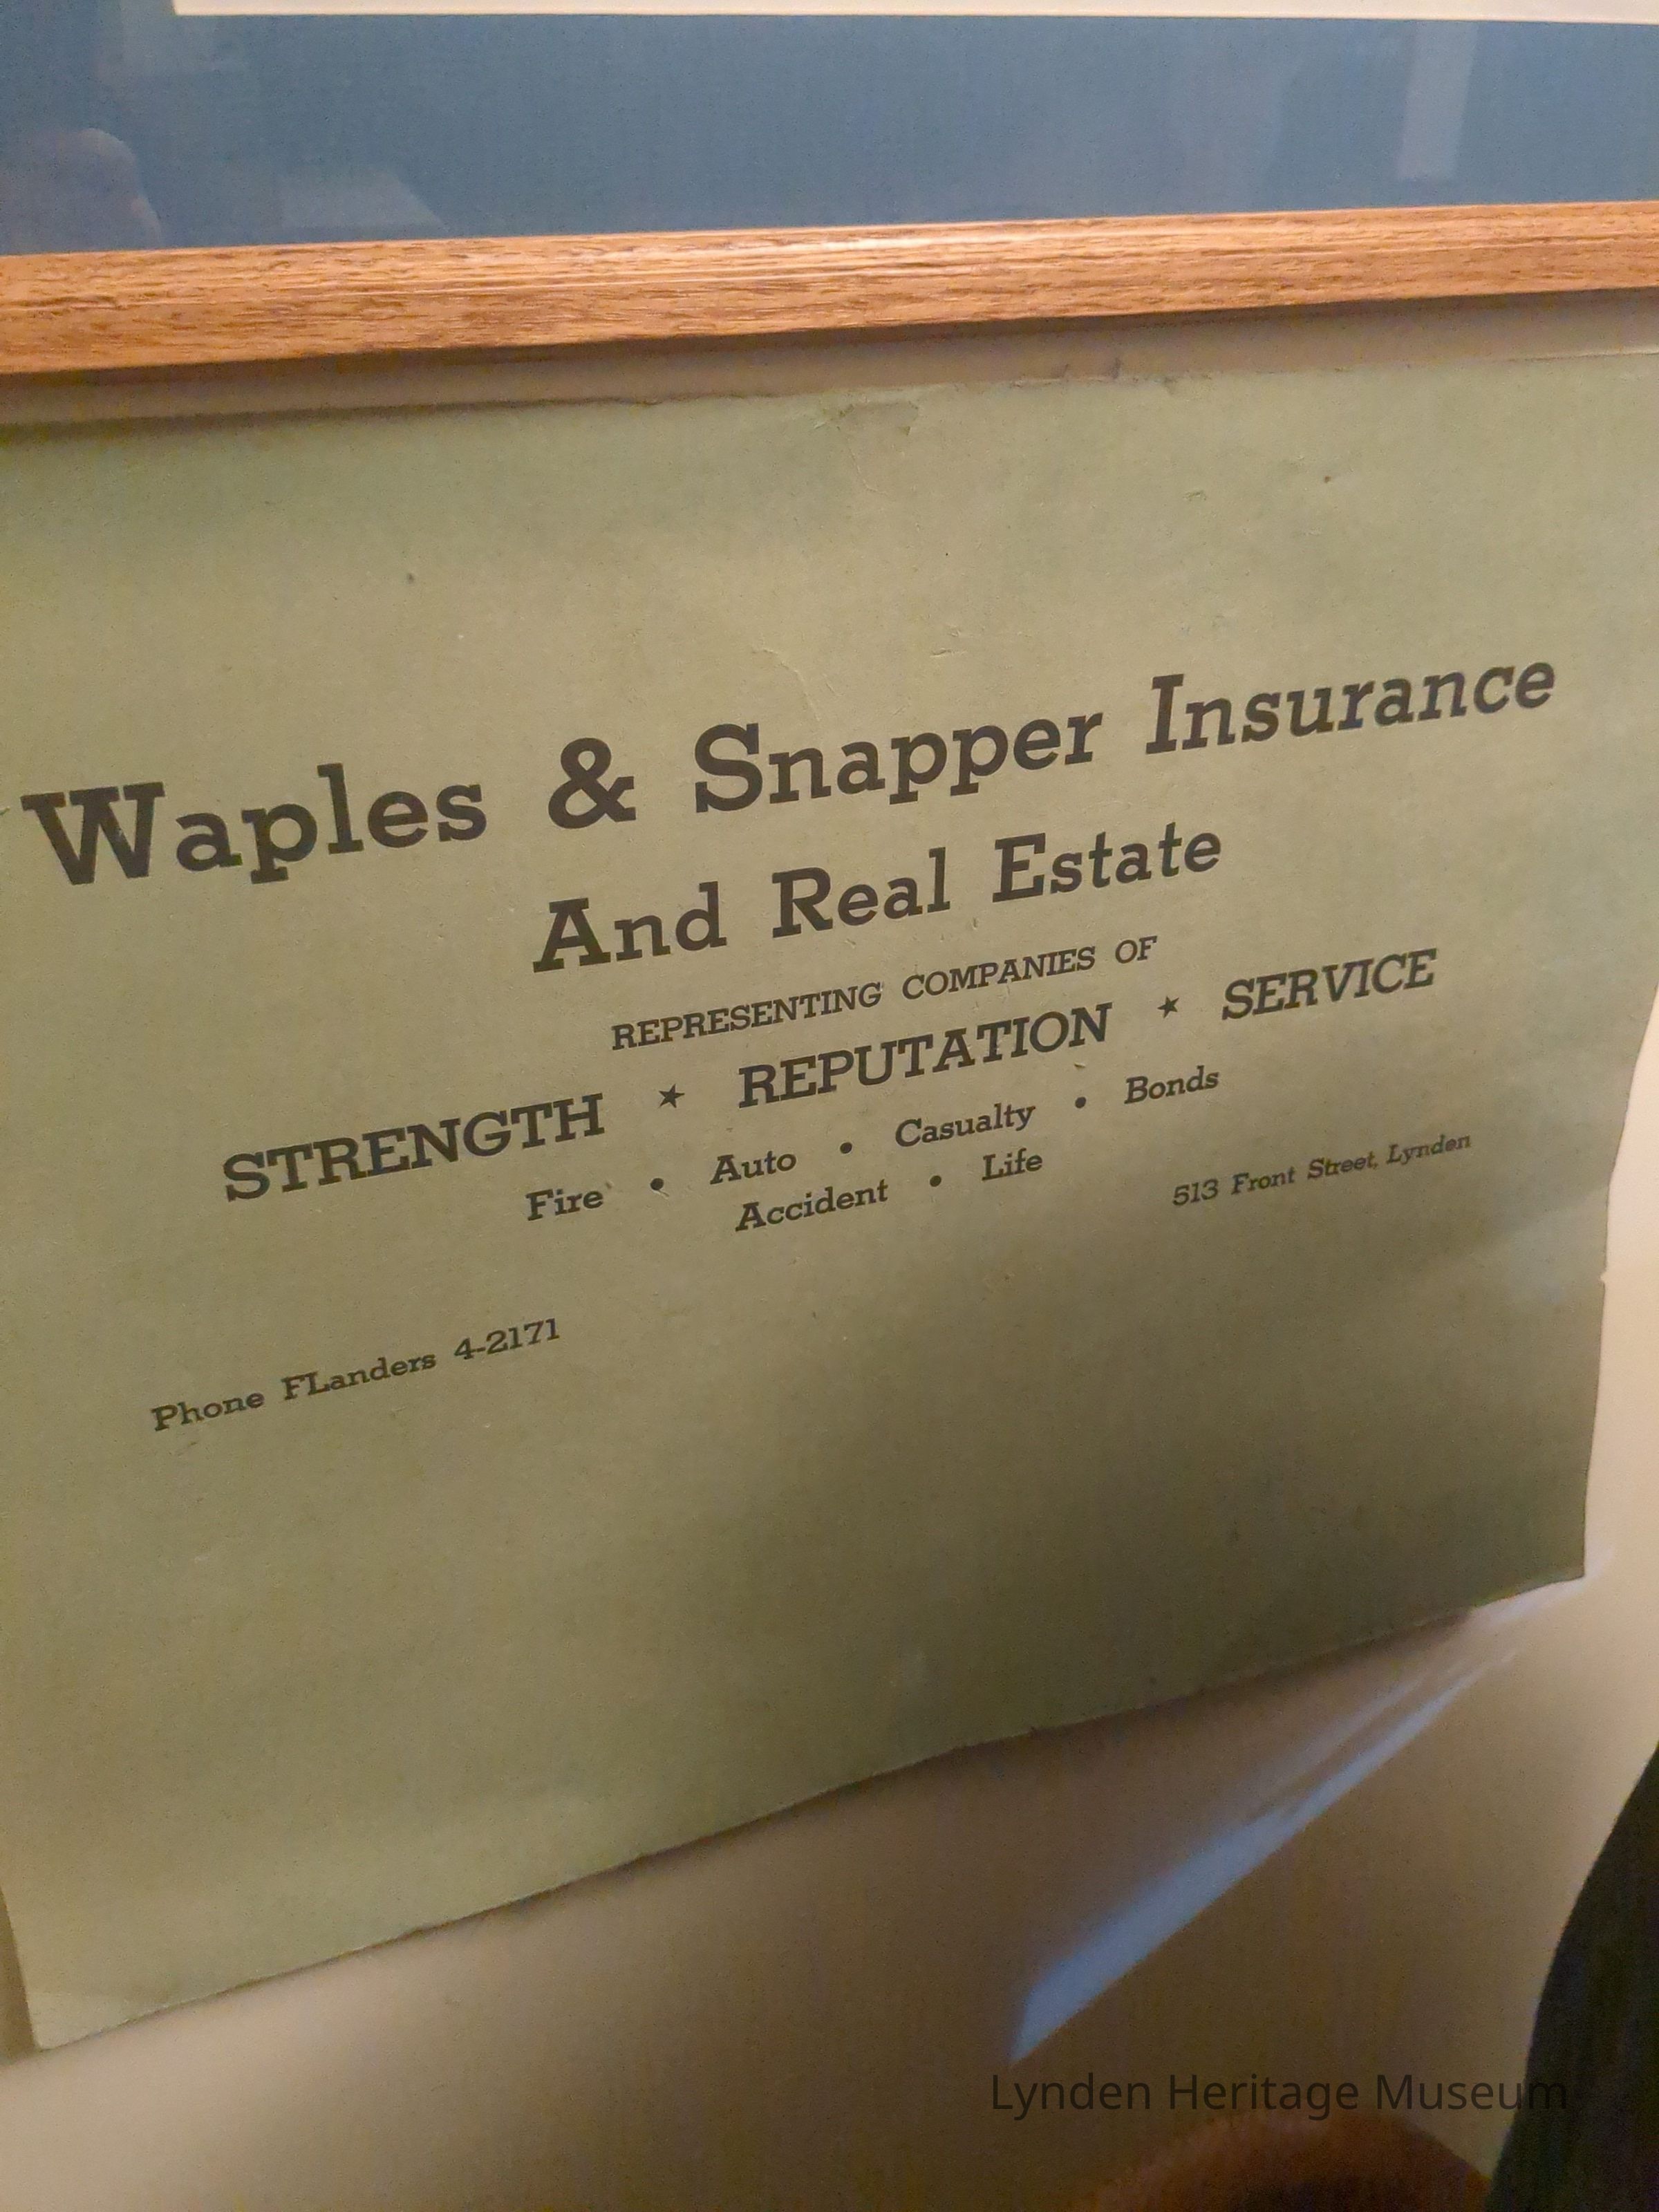 Waples & Snapper Insurance
And Real Estate
REPRESENTING COMPANIES OF
STRENGTH ★ REPUTATION ★ SERVICE
Fire • Auto • Casualty • Bonds
Accident • Life
Phone FLanders 4-2171
513 Front Street, Lynden
Lynden Heritage Museum